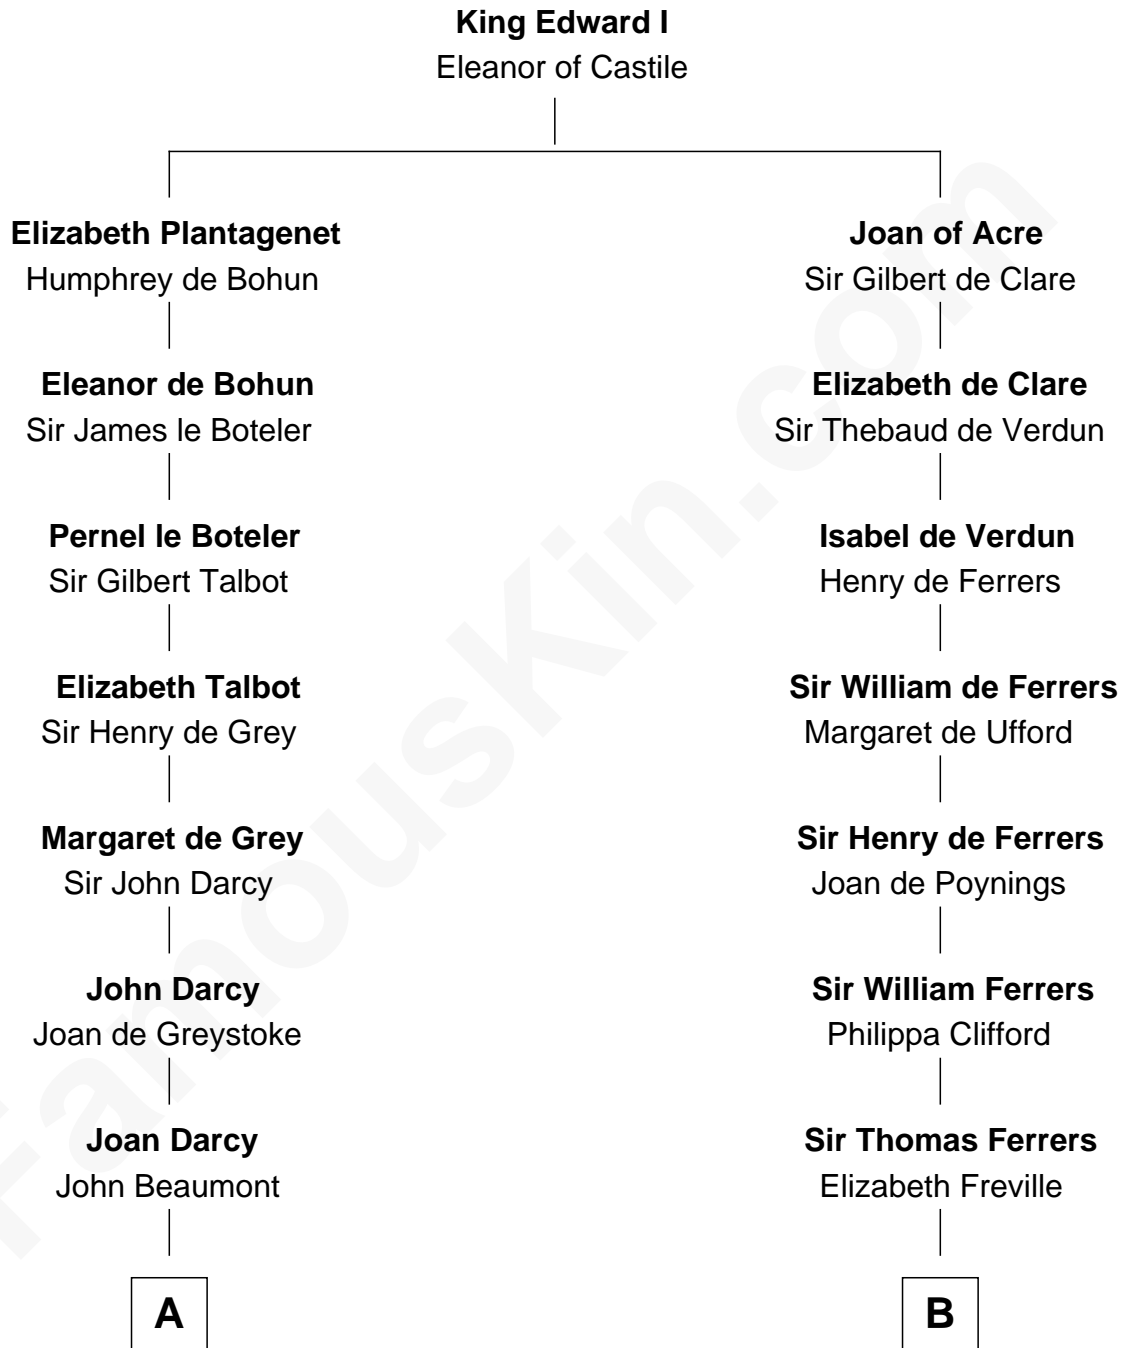 King Edward I
Eleanor of Castile
Elizabeth Plantagenet
Humphrey de Bohun
Joan of Acre
Sir Gilbert de Clare
Eleanor de Bohun
Sir James le Boteler
Elizabeth de Clare
Sir Thebaud de Verdun
Pernel le Boteler
Sir Gilbert Talbot
Isabel de Verdun
Henry de Ferrers
Elizabeth Talbot
Sir Henry de Grey
Sir William de Ferrers
Margaret de Ufford
Margaret de Grey
Sir John Darcy
Sir Henry de Ferrers
Joan de Poynings
John Darcy
Joan de Greystoke
Sir William Ferrers
Philippa Clifford
Joan Darcy
John Beaumont
Sir Thomas Ferrers
Elizabeth Freville
A
B
FamousKin.com